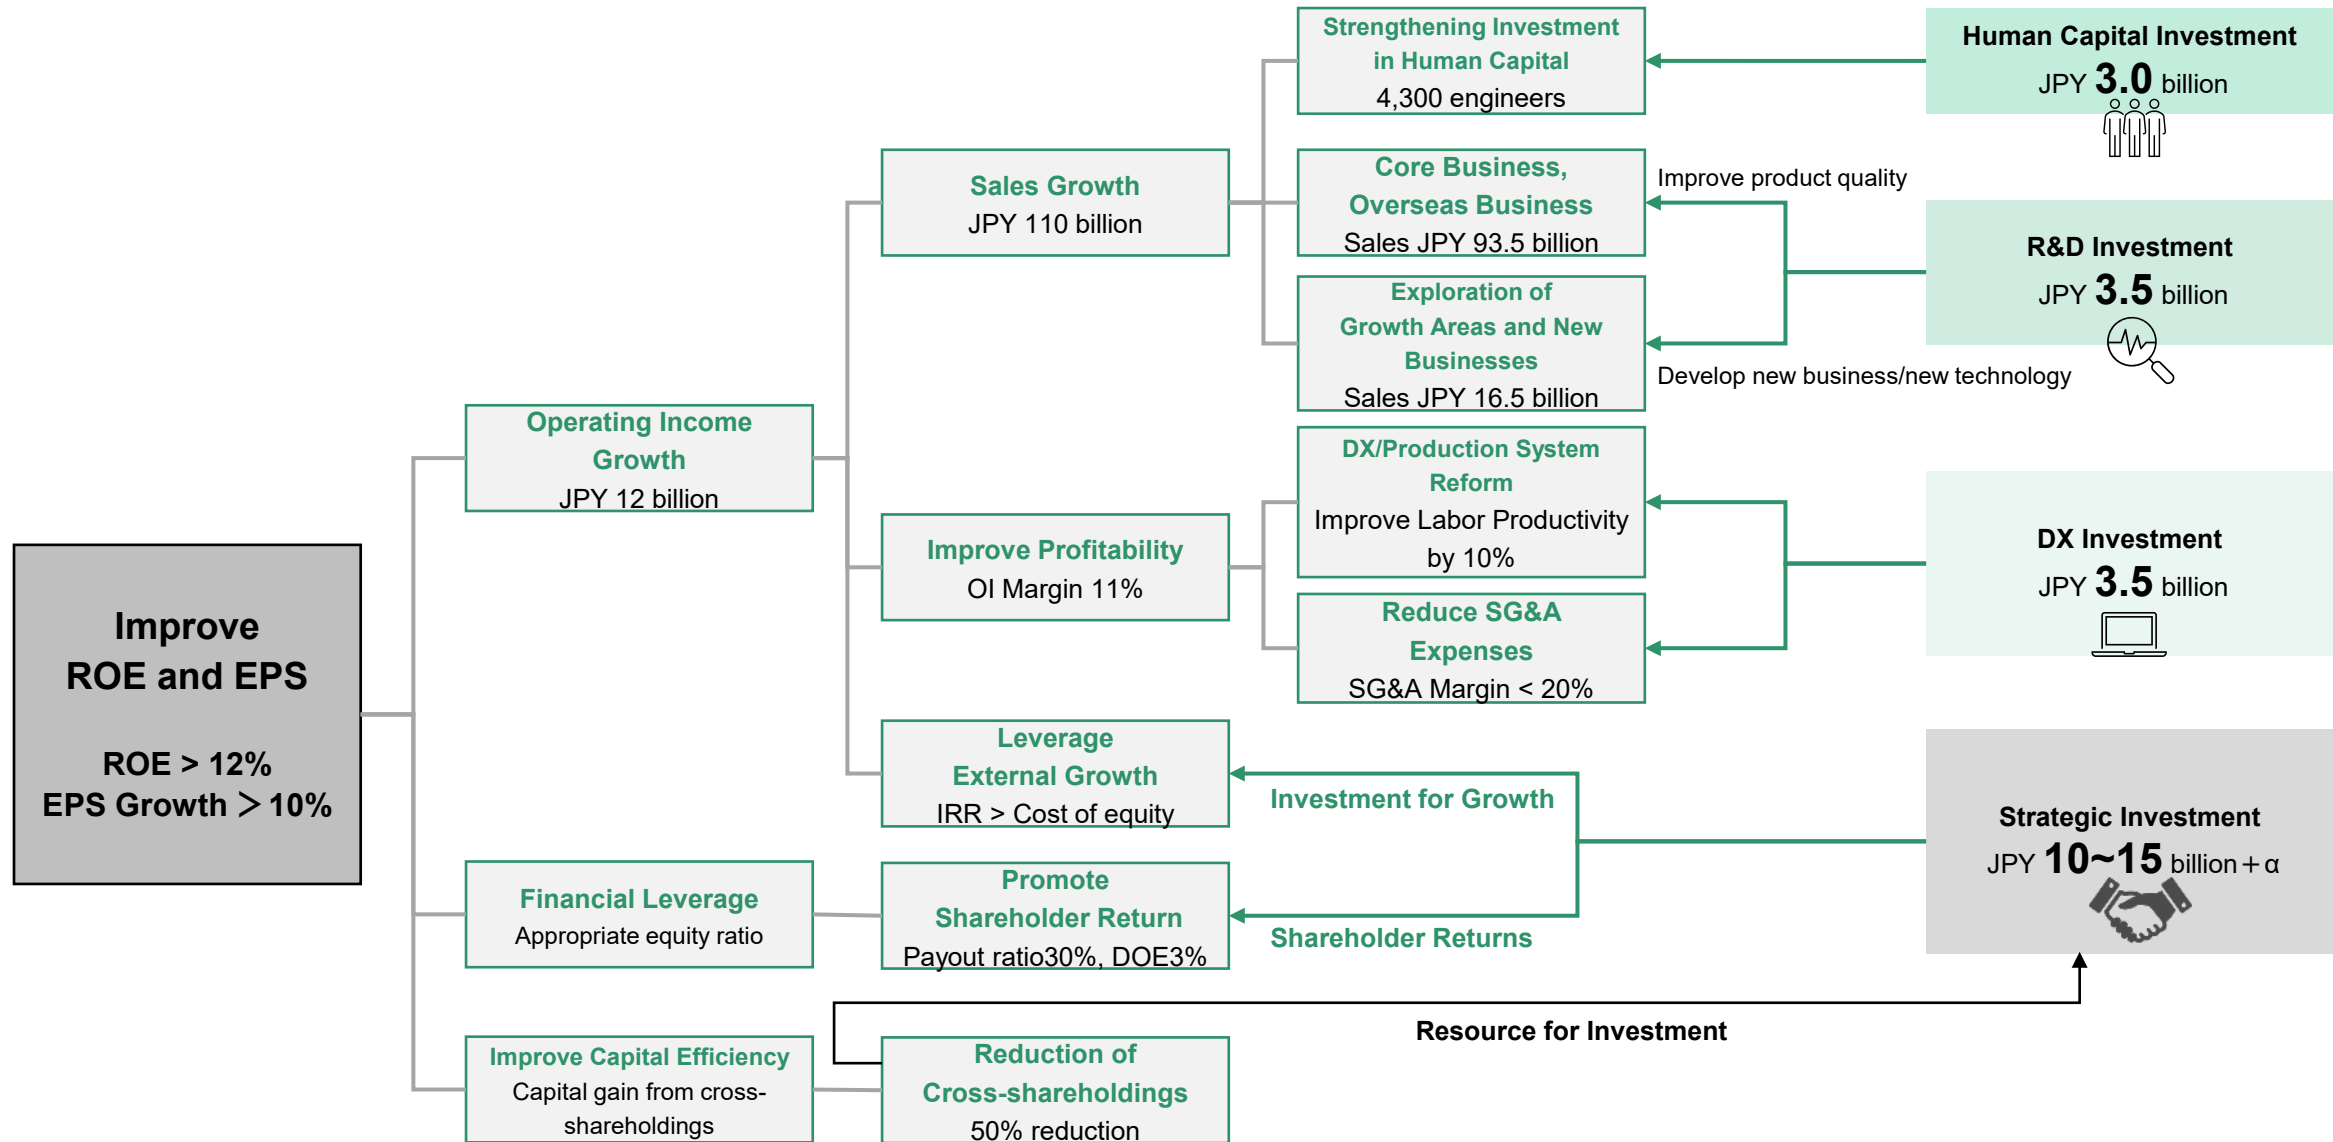 Improve
ROE and EPS
ROE > 12%
EPS Growth ＞10%
Operating Income
Growth
JPY 12 billion
Financial Leverage
Appropriate equity ratio
Improve Capital Efficiency
Capital gain from cross-
shareholdings
Sales Growth
JPY 110 billion
Improve Profitability
OI Margin 11%
Leverage
External Growth
IRR > Cost of equity
Promote
Shareholder Return
Payout ratio30%, DOE3%
Reduction of
Cross-shareholdings
50% reduction
Strengthening Investment
in Human Capital
4,300 engineers
Core Business,
Overseas Business
Sales JPY 93.5 billion
Exploration of
Growth Areas and New
Businesses
Sales JPY 16.5 billion
DX/Production System
Reform
Improve Labor Productivity
by 10%
Reduce SG&A
Expenses
SG&A Margin < 20%
Investment for Growth
Shareholder Returns
Resource for Investment
Improve product quality
Develop new business/new technology
Human Capital Investment
JPY 3.0 billion
R&D Investment
JPY 3.5 billion
DX Investment
JPY 3.5 billion
Strategic Investment
JPY 10~15 billion＋α